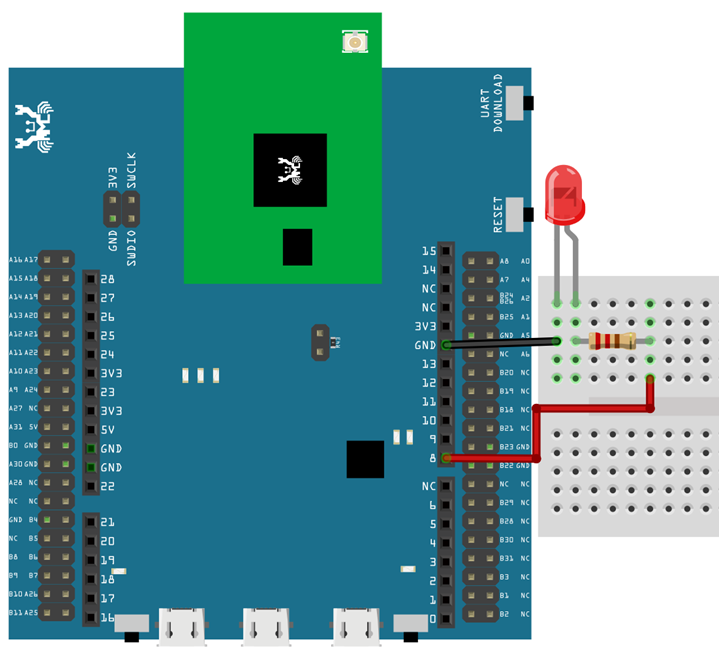 UART
DOWNLOAD
RESET
3V3
SWCLK
GND
SWDIO
A16 A17
A15 A18
A14 A19
A13 A20
A12 A21
A11 A22
A10 A23
A9 A24
A27 NC
A31 5V
B0 GND
A30 GND
A28 NC
NC NC
GND B4
NC B5
B8 B6
B9 B7
B10 A26
B11 A25
28
27
26
25
24
3V3
23
3V3
5V
GND
GND
22
21
20
19
18
17
16
15
14
NC
NC
3V3
GND
13
12
11
10
9
8
NC
6
5
4
3
2
1
0
A8 A0
A7 A4
A2
B25 A1
GND A5
NC A6
B20 NC
B19 NC
B18 NC
B21 NC
B23 GND
B22 GND
NC NC
B29 NC
B28 NC
B30 NC
B31 NC
B3 NC
B1 NC
B2 NC